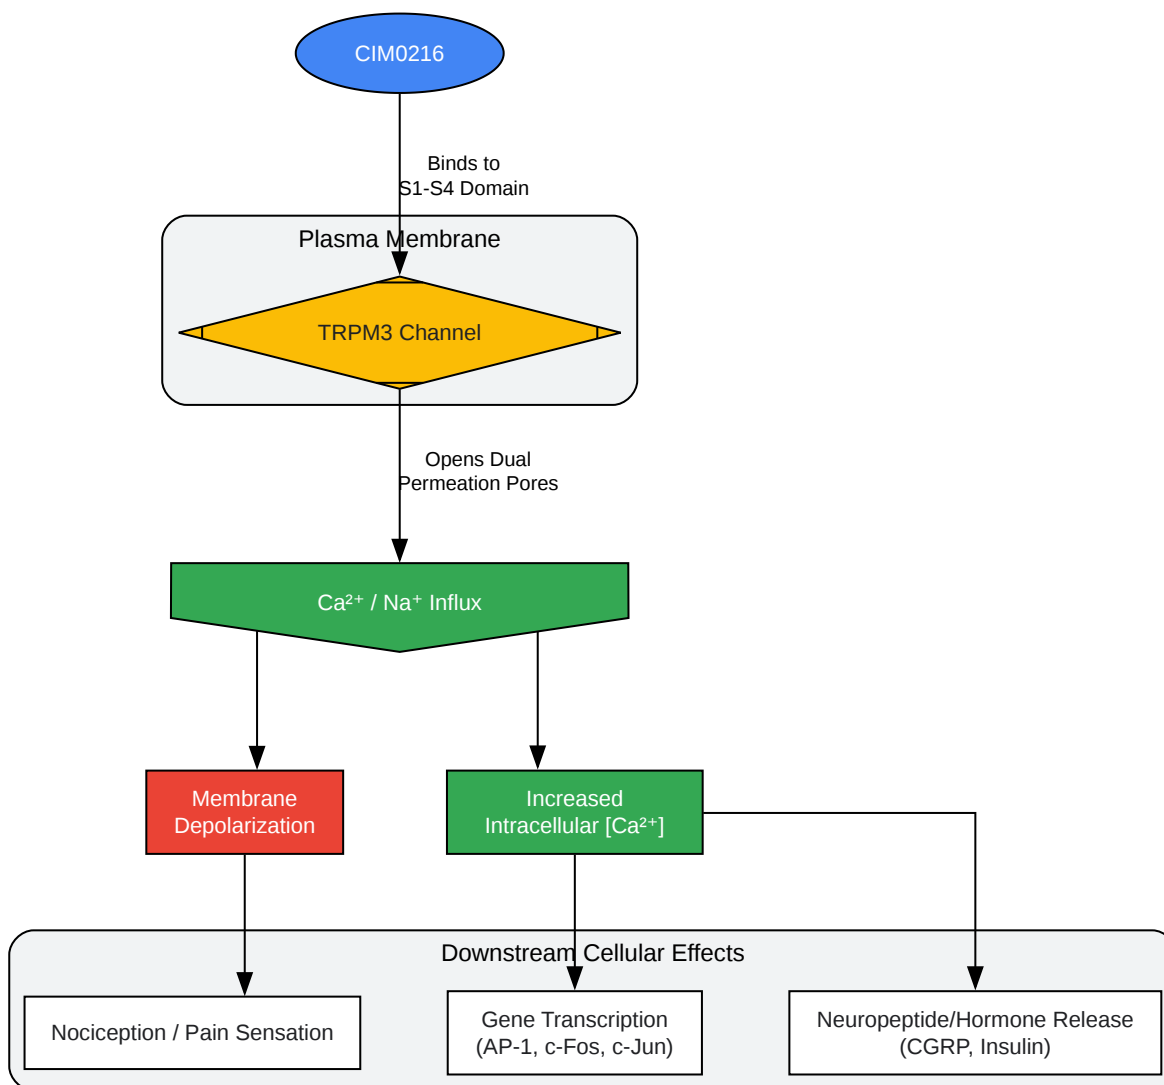 CIM0216
Binds to
S1-S4 Domain
Plasma Membrane
TRPM3 Channel
Opens Dual
Permeation Pores
Ca²⁺ / Na⁺ Influx
Membrane
Depolarization
Increased
Intracellular [Ca²⁺]
Downstream Cellular Effects
Nociception / Pain Sensation
Gene Transcription
(AP-1, c-Fos, c-Jun)
Neuropeptide/Hormone Release
(CGRP, Insulin)